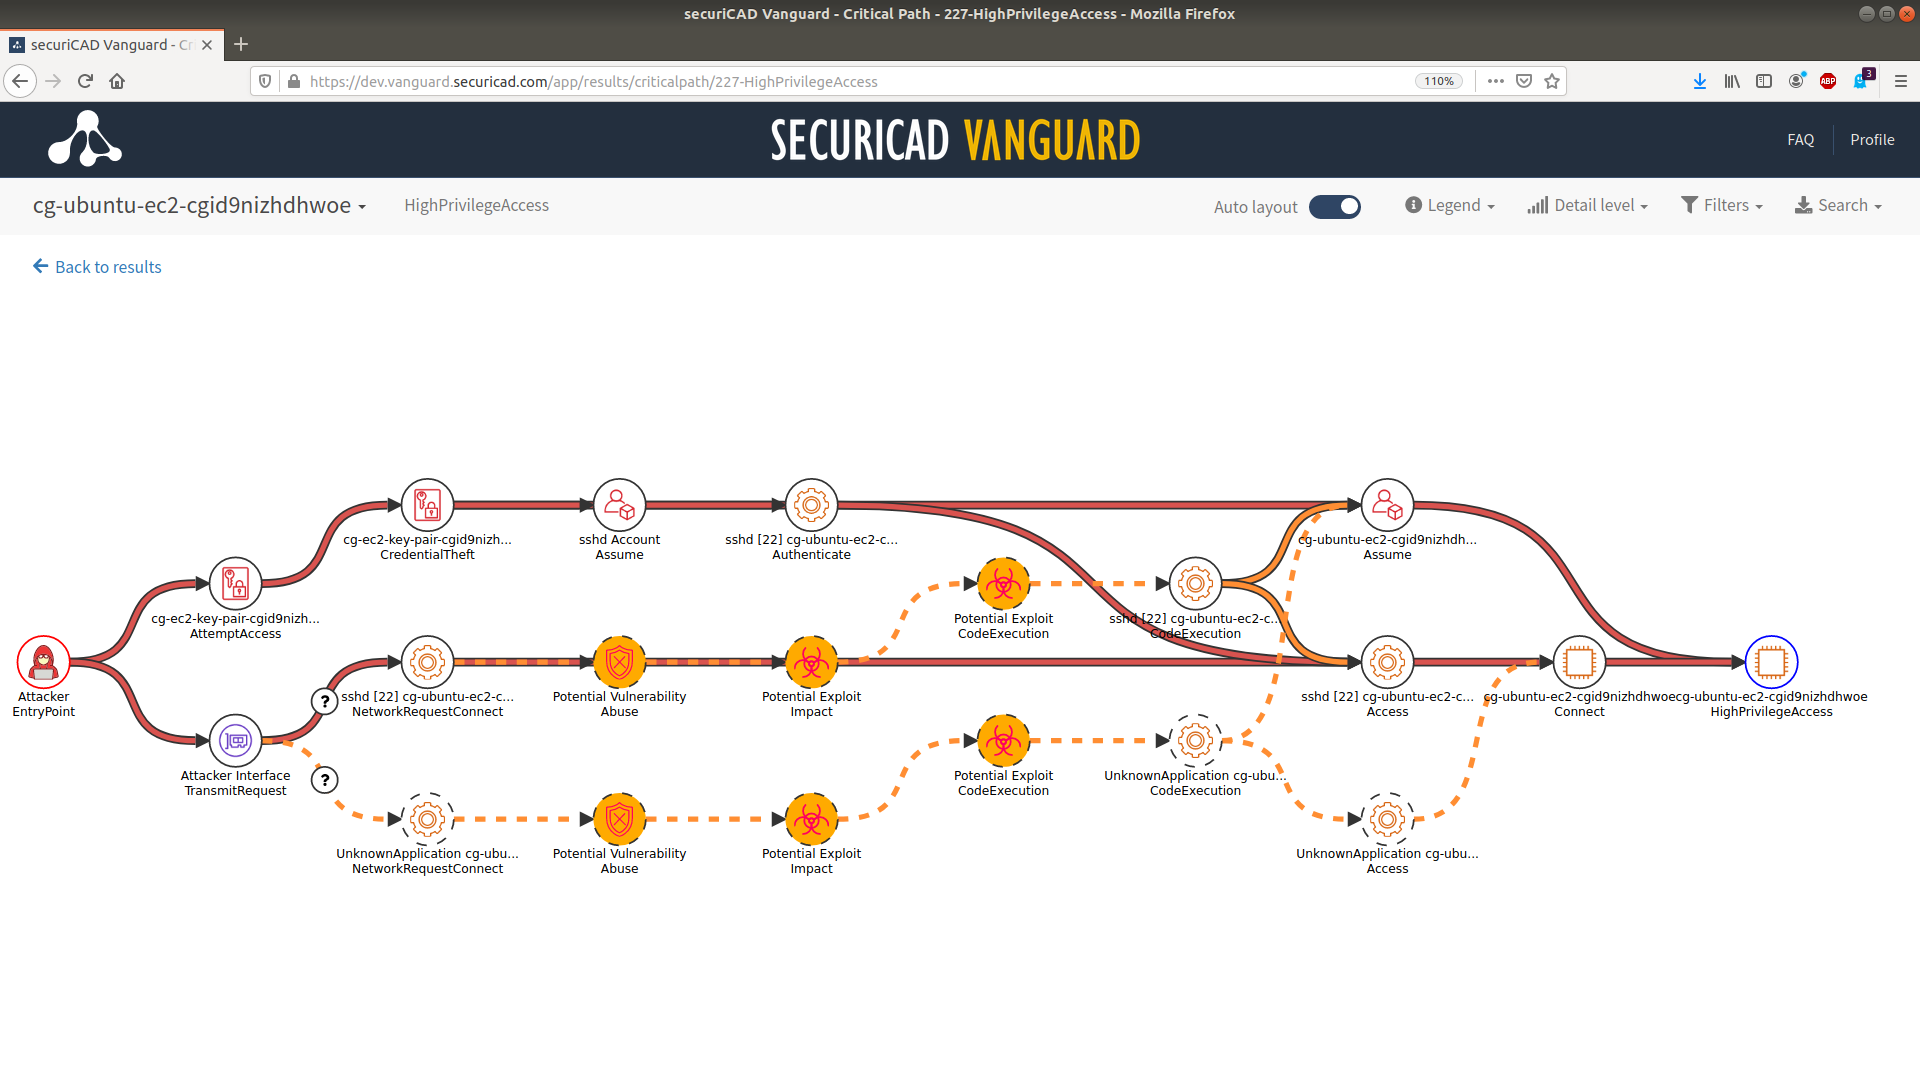 securiCAD Vanguard - Critical Path - 227-HighPrivilegeAccess - Mozilla Firefox
securiCAD Vanguard - Cr
https://dev.vanguard.securicad.com/app/results/criticalpath/227-HighPrivilegeAccess
110%
ABP
3
SECURICAD VANGUARD
FAQ
Profile
cg-ubuntu-ec2-cgid9nizhdhwoe
HighPrivilegeAccess
Auto layout
Legend
Detail level
Filters
Search
Back to results
cg-ec2-key-pair-cgid9nizh...
CredentialTheft
sshd Account
Assume
sshd [22] cg-ubuntu-ec2-c...
Authenticate
cg-ubuntu-ec2-cgid9nizhdh...
Assume
cg-ec2-key-pair-cgid9nizh...
AttemptAccess
Potential Exploit
CodeExecution
sshd [22] cg-ubuntu-ec2-c...
CodeExecution
Attacker
EntryPoint
?
sshd [22] cg-ubuntu-ec2-c...
NetworkRequestConnect
Potential Vulnerability
Abuse
Potential Exploit
Impact
sshd [22] cg-ubuntu-ec2-c...
Access
cg-ubuntu-ec2-cgid9nizhdhwoe
Connect
cg-ubuntu-ec2-cgid9nizhdhwoe
HighPrivilegeAccess
Attacker Interface
TransmitRequest
?
Potential Exploit
CodeExecution
UnknownApplication cg-ubu...
CodeExecution
UnknownApplication cg-ubu...
NetworkRequestConnect
Potential Vulnerability
Abuse
Potential Exploit
Impact
UnknownApplication cg-ubu...
Access